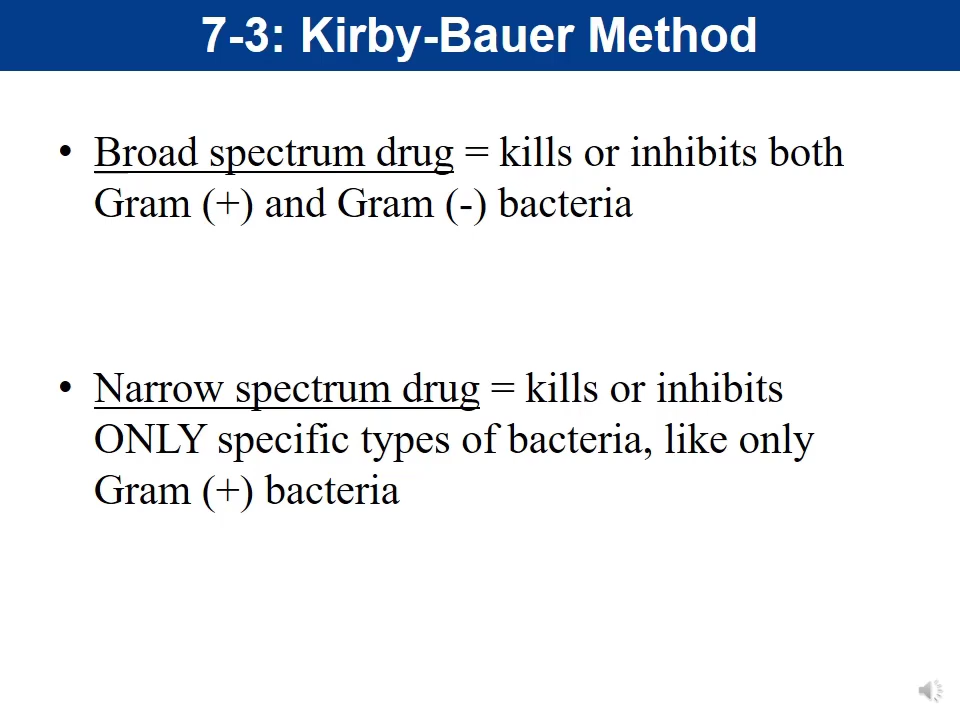 7-3: Kirby-Bauer Method
• Broad spectrum drug = kills or inhibits both
Gram (+) and Gram (-) bacteria
• Narrow spectrum drug = kills or inhibits
ONLY specific types of bacteria, like only
Gram (+) bacteria